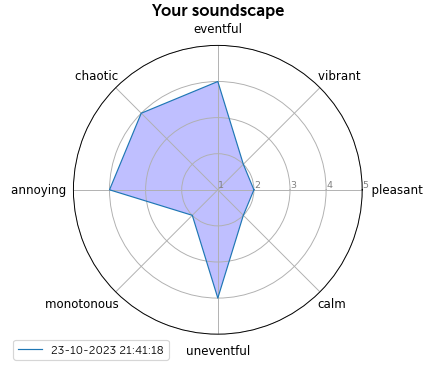 Your soundscape
eventful
chaotic
vibrant
annoying
1
2
3
4
5
pleasant
monotonous
calm
uneventful
23-10-2023 21:41:18